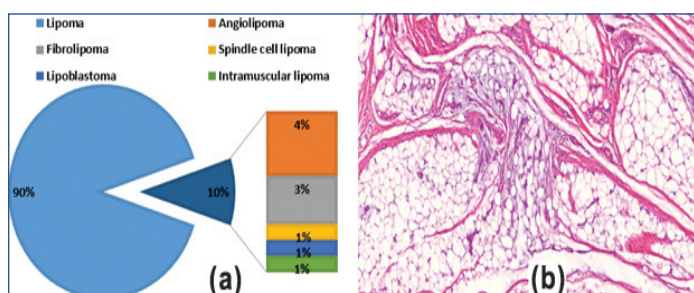 Lipoma
Angiolipoma
Fibrolipoma
Spindle cell lipoma
Lipoblastoma
Intramuscular lipoma
90%
10%
4%
3%
1%
1%
1%
(a)
(b)